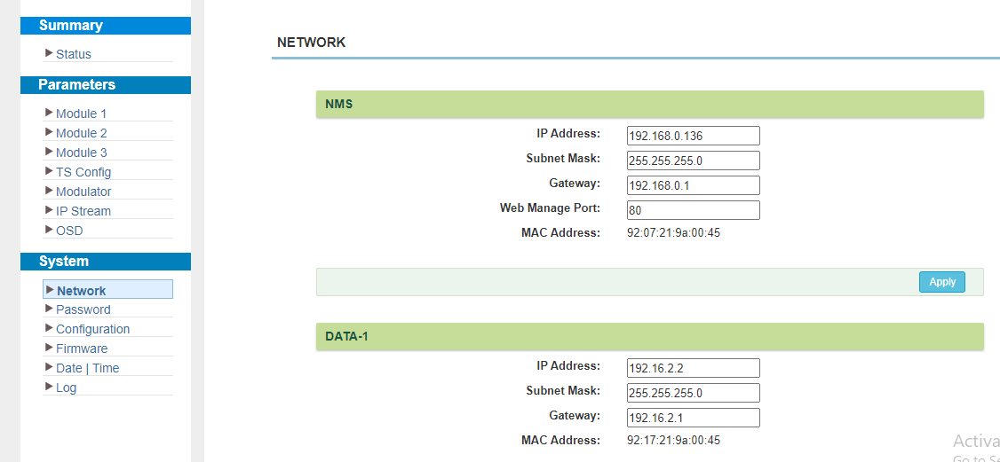 Summary
Status
Parameters
Module 1
Module 2
Module 3
TS Config
Modulator
IP Stream
OSD
System
Network
Password
Configuration
Firmware
Date | Time
Log
NETWORK
NMS
IP Address: 192.168.0.136
Subnet Mask: 255.255.255.0
Gateway: 192.168.0.1
Web Manage Port: 80
MAC Address: 92:07:21:9a:00:45
Apply
DATA-1
IP Address: 192.16.2.2
Subnet Mask: 255.255.255.0
Gateway: 192.16.2.1
MAC Address: 92:17:21:9a:00:45
Activa
Go to Se